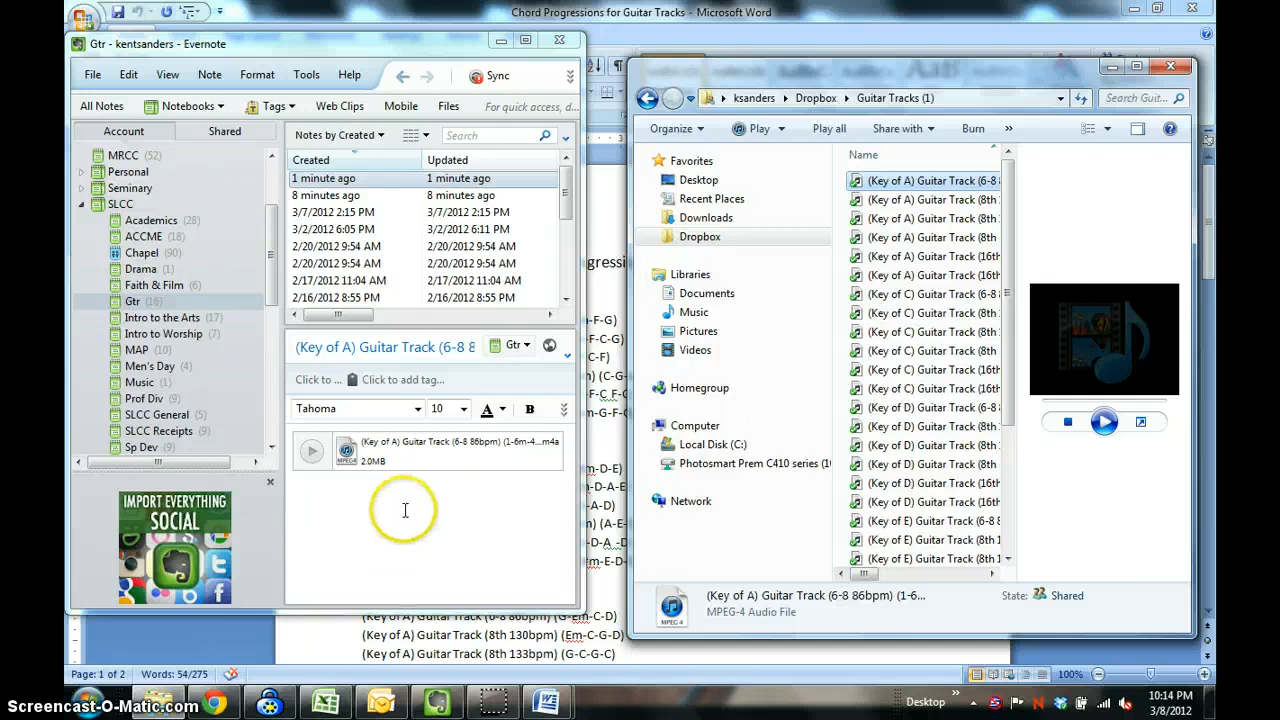 Chord Progressions for Guitar Tracks - Microsoft Word
Gtr - kentsanders - Evernote
File Edit View Note Format Tools Help
Sync
All Notes Notebooks Tags Web Clips Mobile Files For quick access, d...
Account Shared
MRCC (52)
Personal
Seminary
SLCC
Academics (28)
ACCME (18)
Chapel (90)
Drama (1)
Faith & Film (6)
Gtr (16)
Intro to the Arts (17)
Intro to Worship (7)
MAP (10)
Men's Day (4)
Music (1)
Prof Div (9)
SLCC General (5)
SLCC Receipts (9)
Sp Dev (9)
Notes by Created Search
Created Updated
1 minute ago 1 minute ago
8 minutes ago 8 minutes ago
3/7/2012 2:15 PM 3/7/2012 2:15 PM
3/2/2012 6:05 PM 3/2/2012 6:11 PM
2/20/2012 9:54 AM 2/20/2012 9:54 AM
2/20/2012 9:54 AM 2/20/2012 9:54 AM
2/17/2012 11:04 AM 2/17/2012 11:04 AM
2/16/2012 8:55 PM 2/16/2012 8:55 PM
(Key of A) Guitar Track (6-8 8 Gtr
Click to ... Click to add tag...
Tahoma 10 A B
(Key of A) Guitar Track (6-8 86bpm) (1-6m-4...m4a
2.0MB
IMPORT EVERYTHING
SOCIAL
ksanders Dropbox Guitar Tracks (1) Search Guit...
Organize Play Play all Share with Burn »
Favorites
Desktop
Recent Places
Downloads
Dropbox
Libraries
Documents
Music
Pictures
Videos
Homegroup
Computer
Local Disk (C:)
Photosmart Prem C410 series (1
Network
Name
(Key of A) Guitar Track (6-8
(Key of A) Guitar Track (8th
(Key of A) Guitar Track (8th
(Key of A) Guitar Track (8th
(Key of A) Guitar Track (16th
(Key of A) Guitar Track (16th
(Key of C) Guitar Track (6-8
(Key of C) Guitar Track (8th
(Key of C) Guitar Track (8th
(Key of C) Guitar Track (8th
(Key of C) Guitar Track (16th
(Key of C) Guitar Track (16th
(Key of D) Guitar Track (6-8
(Key of D) Guitar Track (8th
(Key of D) Guitar Track (8th
(Key of D) Guitar Track (8th
(Key of D) Guitar Track (16th
(Key of D) Guitar Track (16th
(Key of E) Guitar Track (6-8
(Key of E) Guitar Track (8th
(Key of E) Guitar Track (8th
(Key of A) Guitar Track (6-8 86bpm) (1-6... State: Shared
MPEG-4 Audio File
MPEG 4
(Key of A) Guitar Track (6-8 86bpm) (G-Em-C-D)
(Key of A) Guitar Track (8th 130bpm) (Em-C-G-D)
(Key of A) Guitar Track (8th 133bpm) (G-C-G-C)
Page: 1 of 2 Words: 54/275 100%
Desktop 10:14 PM
3/8/2012
Screencast-O-Matic.com